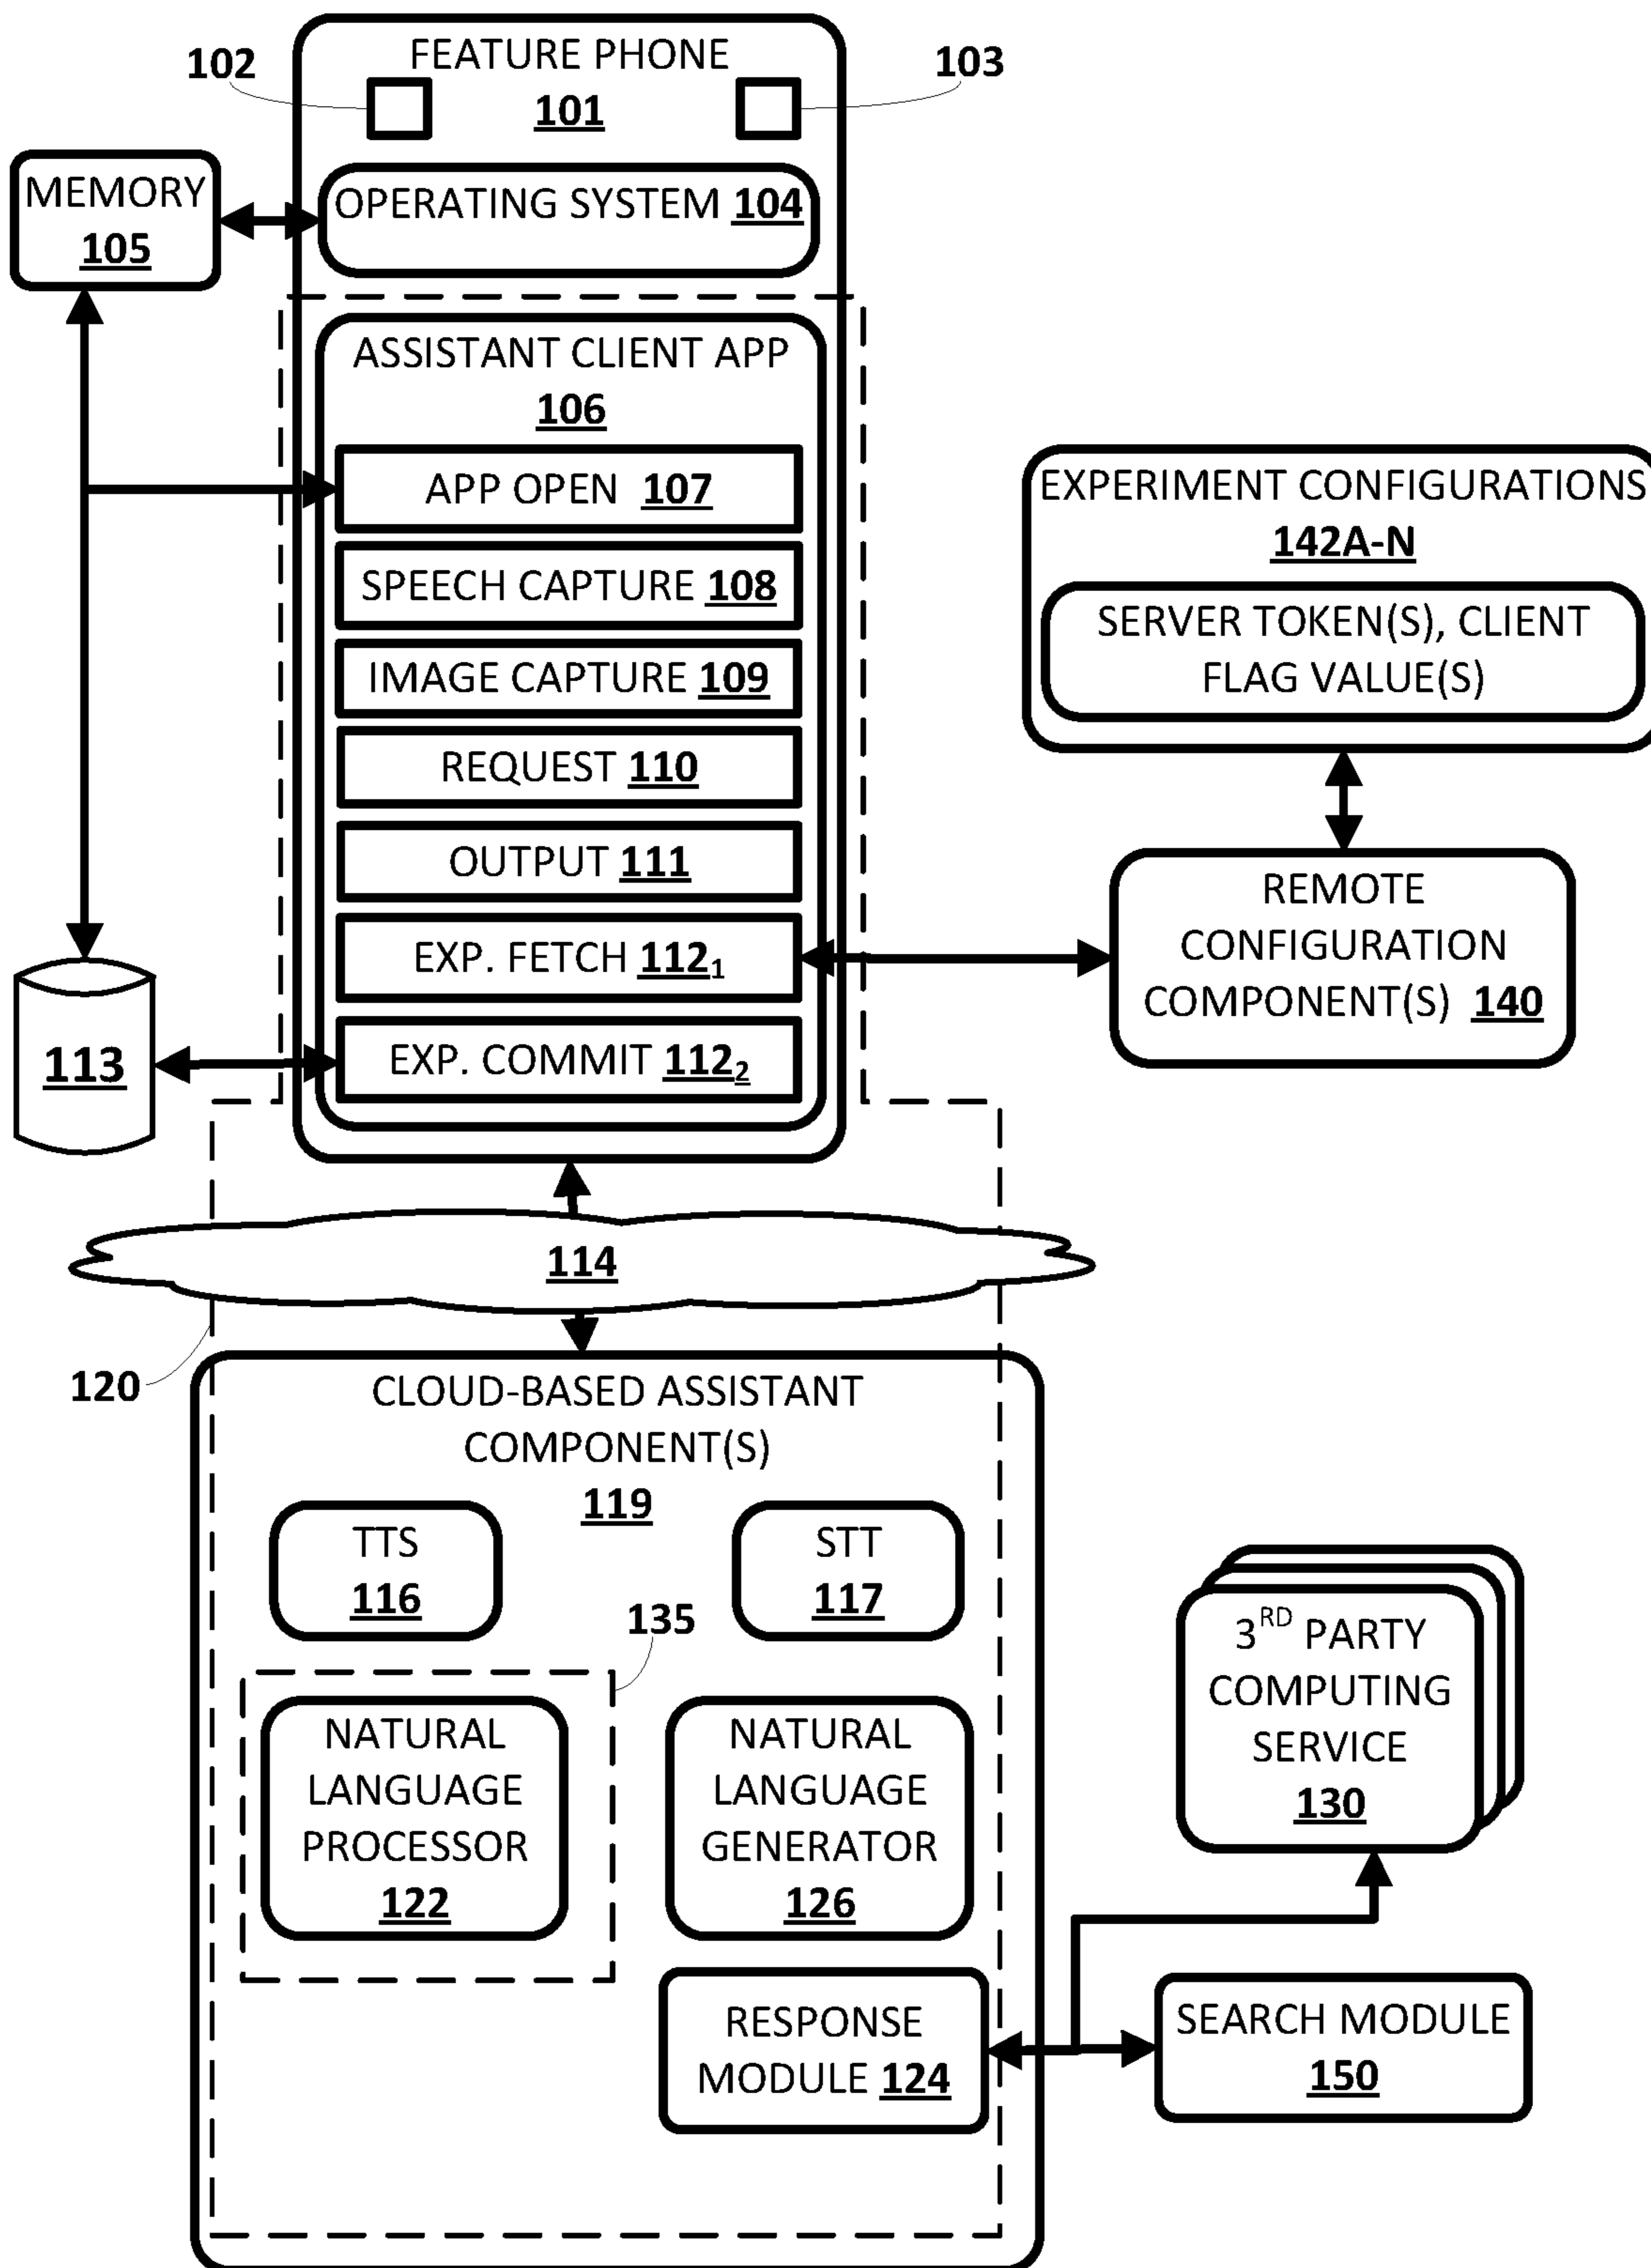 FEATURE PHONE
101
102
103
MEMORY
105
OPERATING SYSTEM 104
ASSISTANT CLIENT APP
106
APP OPEN 107
SPEECH CAPTURE 108
IMAGE CAPTURE 109
REQUEST 110
OUTPUT 111
EXP. FETCH 112₁
EXP. COMMIT 112₂
113
EXPERIMENT CONFIGURATIONS
142A-N
SERVER TOKEN(S), CLIENT
FLAG VALUE(S)
REMOTE
CONFIGURATION
COMPONENT(S) 140
114
120
CLOUD-BASED ASSISTANT
COMPONENT(S)
119
TTS
116
STT
117
135
NATURAL
LANGUAGE
PROCESSOR
122
NATURAL
LANGUAGE
GENERATOR
126
RESPONSE
MODULE 124
3RD PARTY
COMPUTING
SERVICE
130
SEARCH MODULE
150